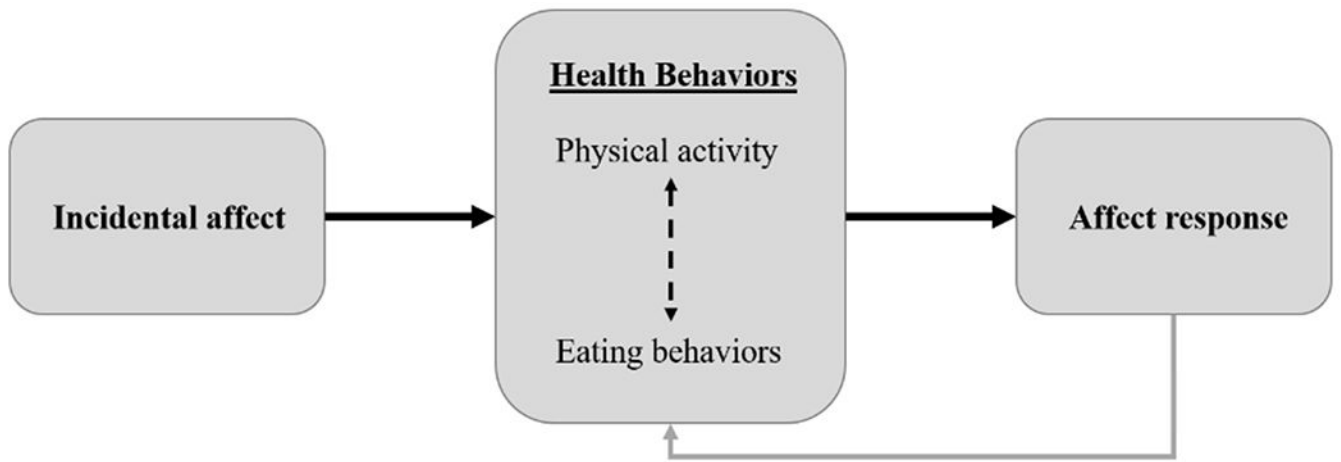 Health Behaviors
Physical activity
Incidental affect
Affect response
Eating behaviors